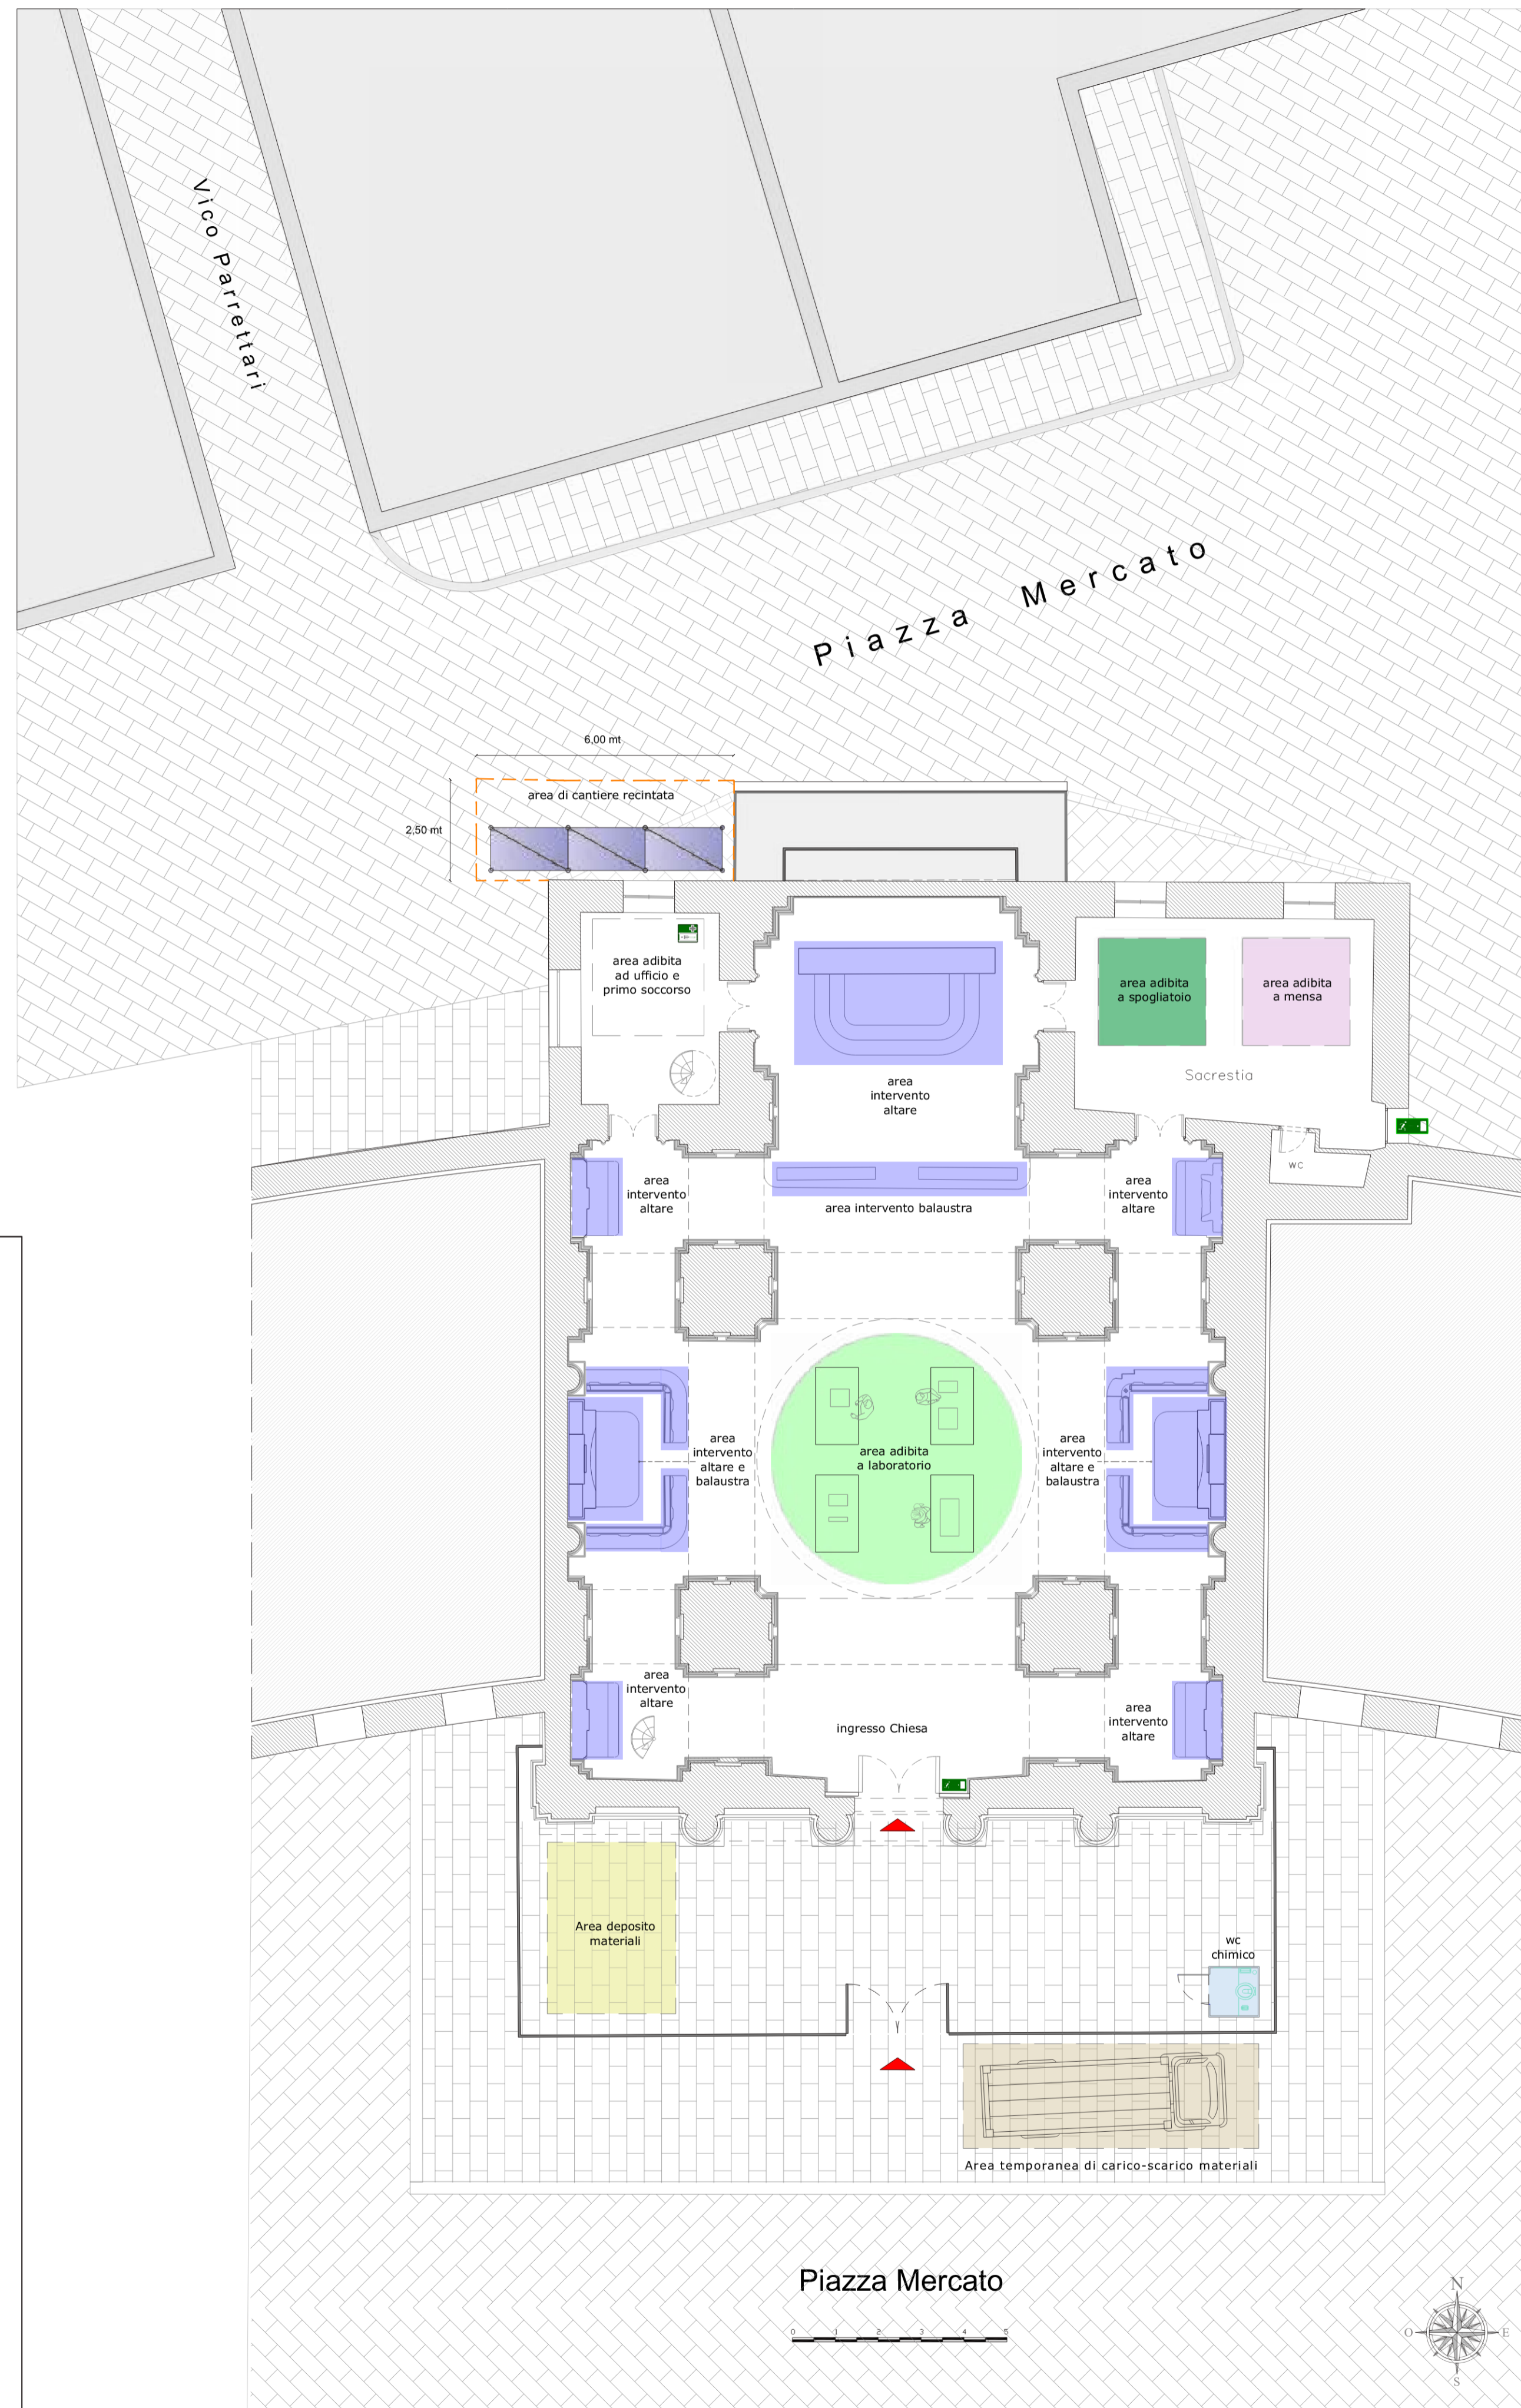 Vico Parrettari
Piazza Mercato
6,00 mt
area di cantiere recintata
2,50 mt
area adibita
ad ufficio e
primo soccorso
area adibita
a spogliatoio
area adibita
a mensa
area
intervento
altare
Sacrestia
wc
area
intervento
altare
area intervento balaustra
area
intervento
altare
area
intervento
altare e
balaustra
area adibita
a laboratorio
area
intervento
altare e
balaustra
area
intervento
altare
ingresso Chiesa
area
intervento
altare
Area deposito
materiali
wc
chimico
Area temporanea di carico-scarico materiali
Piazza Mercato
0 1 2 3 4 5
N
O E
S